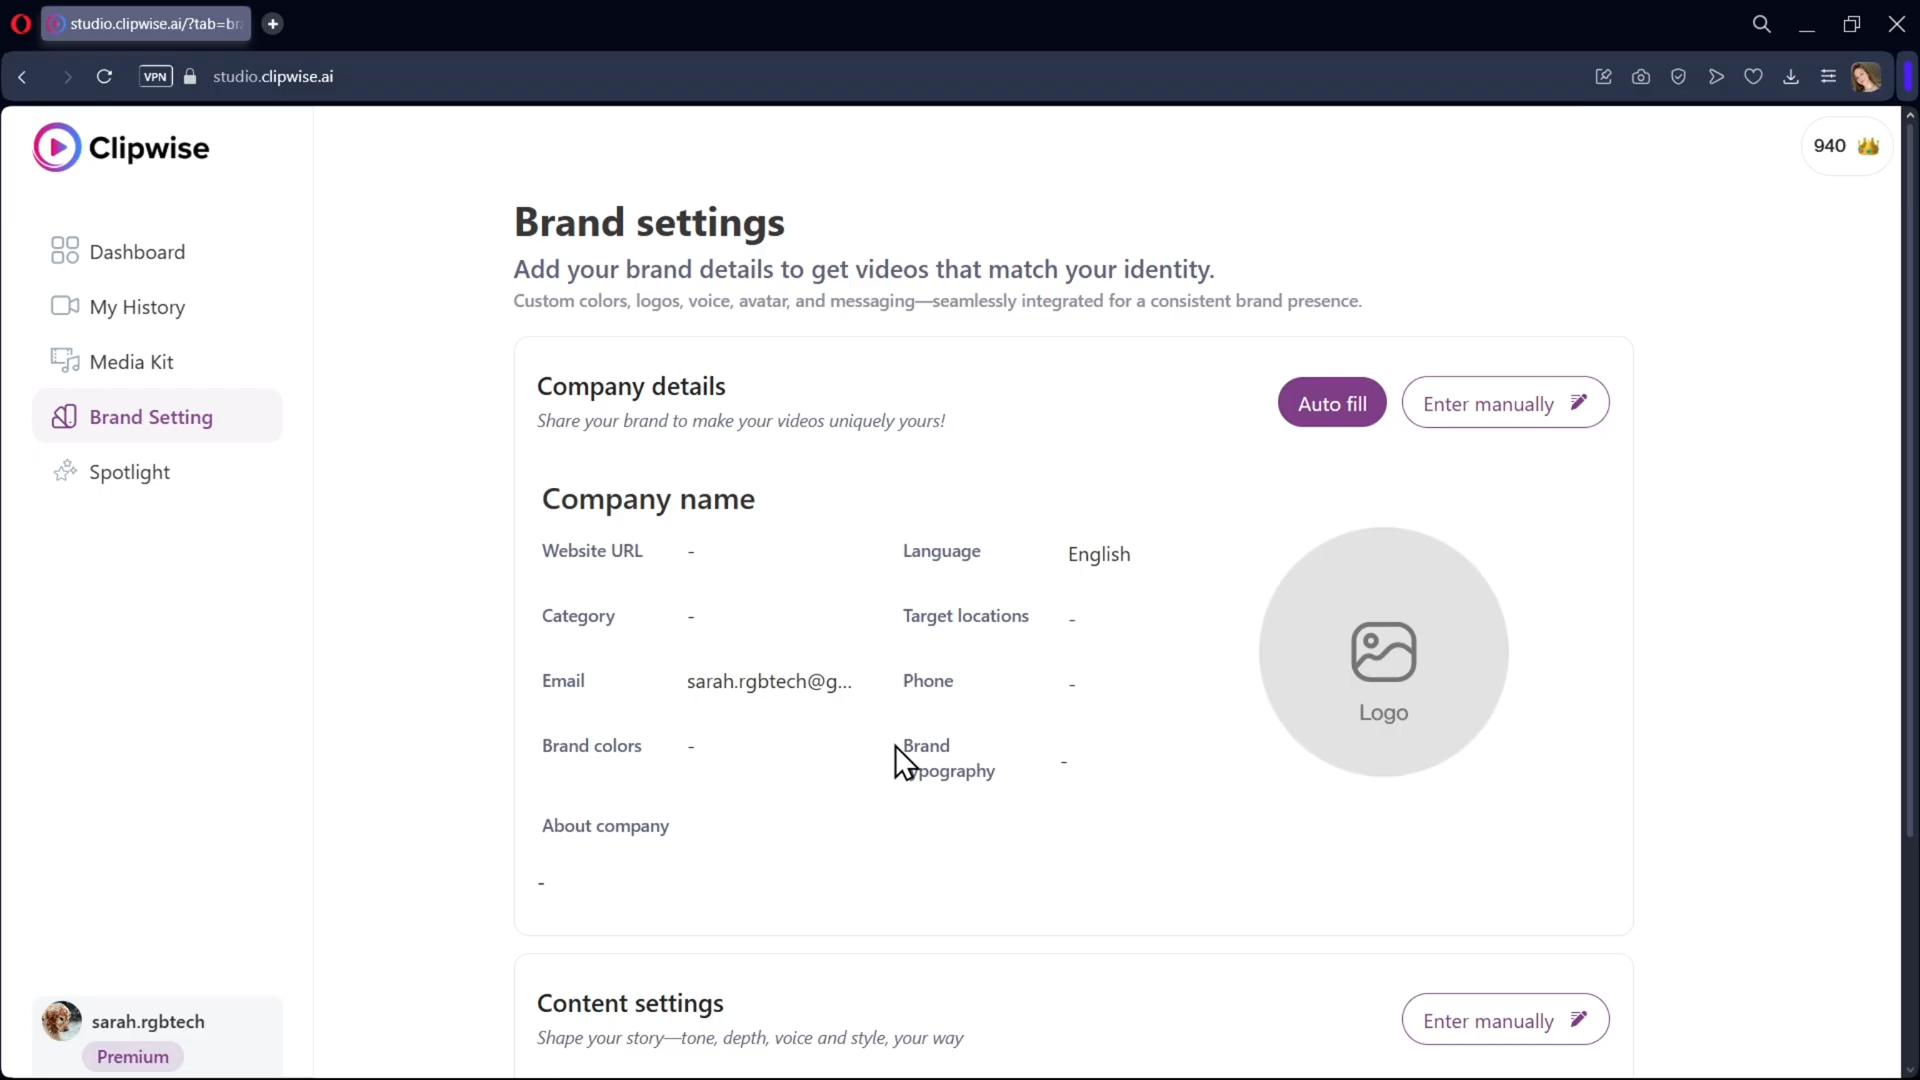 studio.clipwise.ai/?tab=br
VPN studio.clipwise.ai
Clipwise
940
Dashboard
My History
Media Kit
Brand Setting
Spotlight
sarah.rgbtech
Premium
Brand settings
Add your brand details to get videos that match your identity.
Custom colors, logos, voice, avatar, and messaging—seamlessly integrated for a consistent brand presence.
Company details
Share your brand to make your videos uniquely yours!
Auto fill
Enter manually
Company name
Website URL - Language English
Category - Target locations -
Email sarah.rgbtech@g... Phone -
Brand colors - Brand
ypography -
About company
-
Logo
Content settings
Shape your story—tone, depth, voice and style, your way
Enter manually